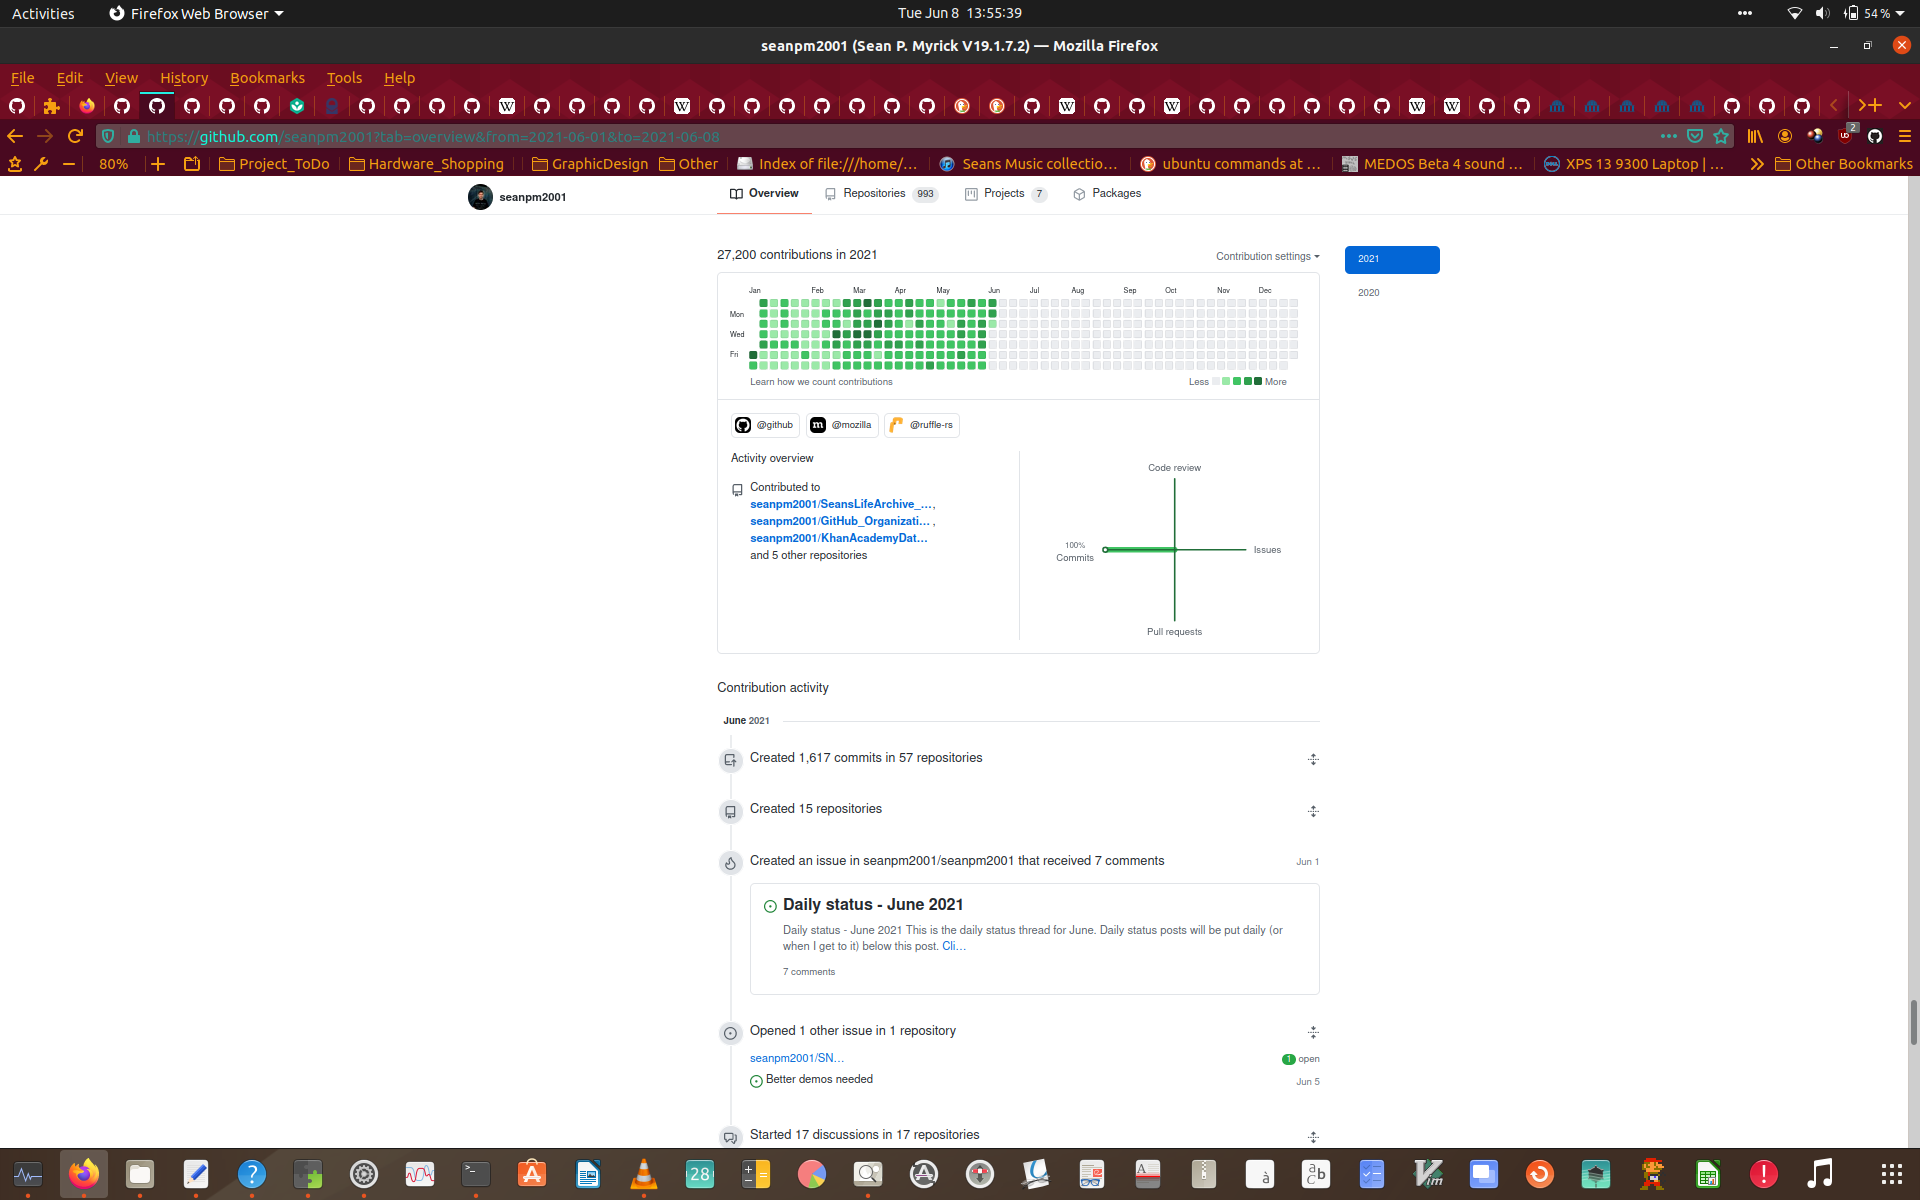 Activities Firefox Web Browser Tue Jun 8 13:55:39 54 %
seanpm2001 (Sean P. Myrick V19.1.7.2) — Mozilla Firefox
File Edit View History Bookmarks Tools Help
https://github.com/seanpm2001?tab=overview&from=2021-06-01&to=2021-06-08 2
80% Project_ToDo Hardware_Shopping GraphicDesign Other Index of file:///home/… Seans Music collectio… ubuntu commands at … MEDOS Beta 4 sound … XPS 13 9300 Laptop | … Other Bookmarks
seanpm2001 Overview Repositories 993 Projects 7 Packages
27,200 contributions in 2021 Contribution settings 2021
2020
Jan Feb Mar Apr May Jun Jul Aug Sep Oct Nov Dec
Mon
Wed
Fri
Learn how we count contributions Less More
@github @mozilla @ruffle-rs
Activity overview
Contributed to
seanpm2001/SeansLifeArchive_…,
seanpm2001/GitHub_Organizati… ,
seanpm2001/KhanAcademyDat…
and 5 other repositories
Code review
100%
Commits
Issues
Pull requests
Contribution activity
June 2021
Created 1,617 commits in 57 repositories
Created 15 repositories
Created an issue in seanpm2001/seanpm2001 that received 7 comments Jun 1
Daily status - June 2021
Daily status - June 2021 This is the daily status thread for June. Daily status posts will be put daily (or
when I get to it) below this post. Cli…
7 comments
Opened 1 other issue in 1 repository
seanpm2001/SN… 1 open
Better demos needed Jun 5
Started 17 discussions in 17 repositories
28